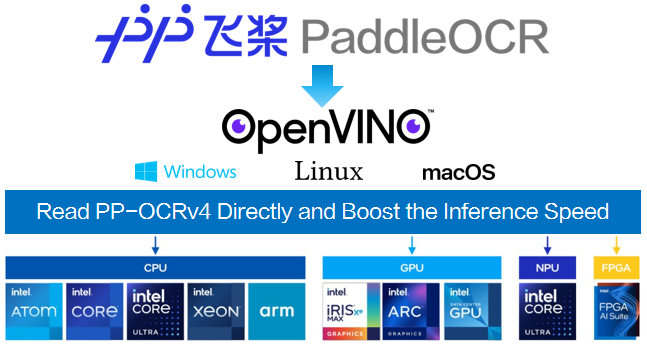 PP飞桨 PaddleOCR
OpenVINO™
Windows Linux macOS
Read PP-OCRv4 Directly and Boost the Inference Speed
CPU GPU NPU FPGA
intel ATOM
intel CORE
intel CORE ULTRA
intel XEON
arm
intel IRIS Xe MAX GRAPHICS
intel ARC GRAPHICS
intel DATA CENTER GPU
intel CORE ULTRA
intel FPGA AI Suite